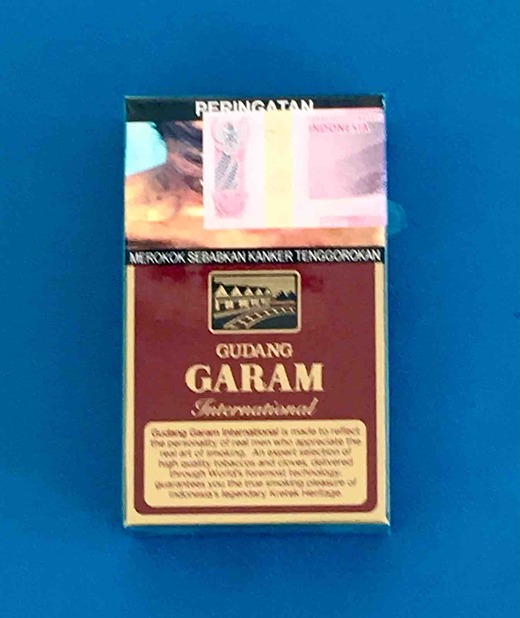 PERINGATAN
INDONESIA
MEROKOK SEBABKAN KANKER TENGGOROKAN
GUDANG
GARAM
International
Gudang Garam International is made to reflect
the personality of real men who appreciate the
real art of smoking. An expert selection of
high quality tobaccos and cloves, delivered
through World's foremost technology,
guarantees you the true smoking pleasure of
Indonesia's legendary Kretek Heritage.